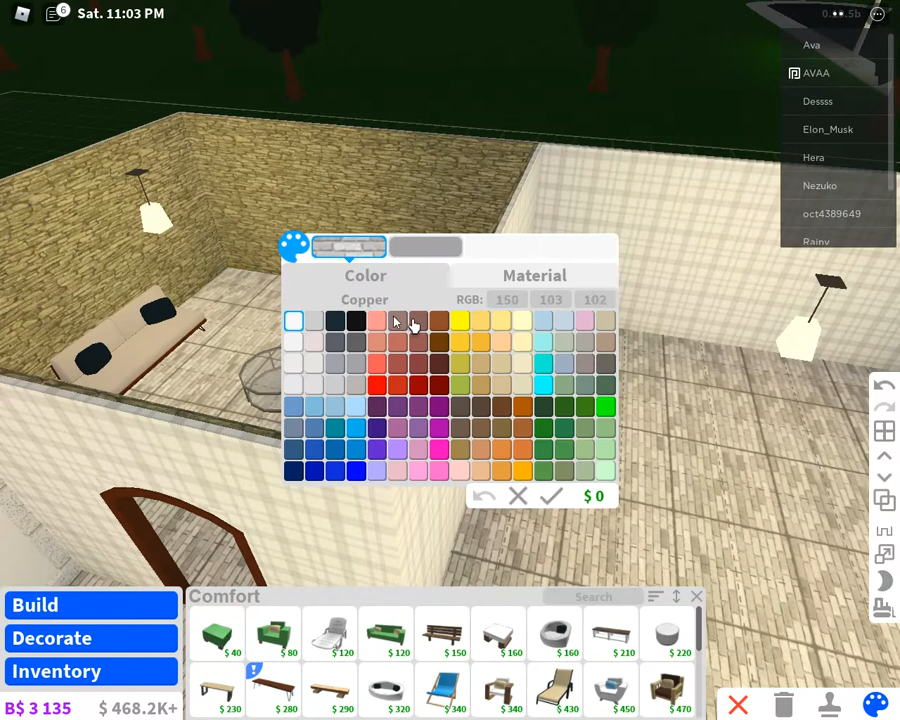 6 Sat. 11:03 PM
Ava
AVAA
Dessss
Elon_Musk
Hera
Nezuko
oct4389649
Rainy
Color
Material
Copper
RGB: 150 103 102
$ 0
Build
Decorate
Inventory
B$ 3 135 $ 468.2K+
Comfort
Search
$ 40 $ 80 $ 120 $ 120 $ 150 $ 160 $ 160 $ 210 $ 220
$ 230 $ 280 $ 290 $ 320 $ 340 $ 340 $ 430 $ 450 $ 470